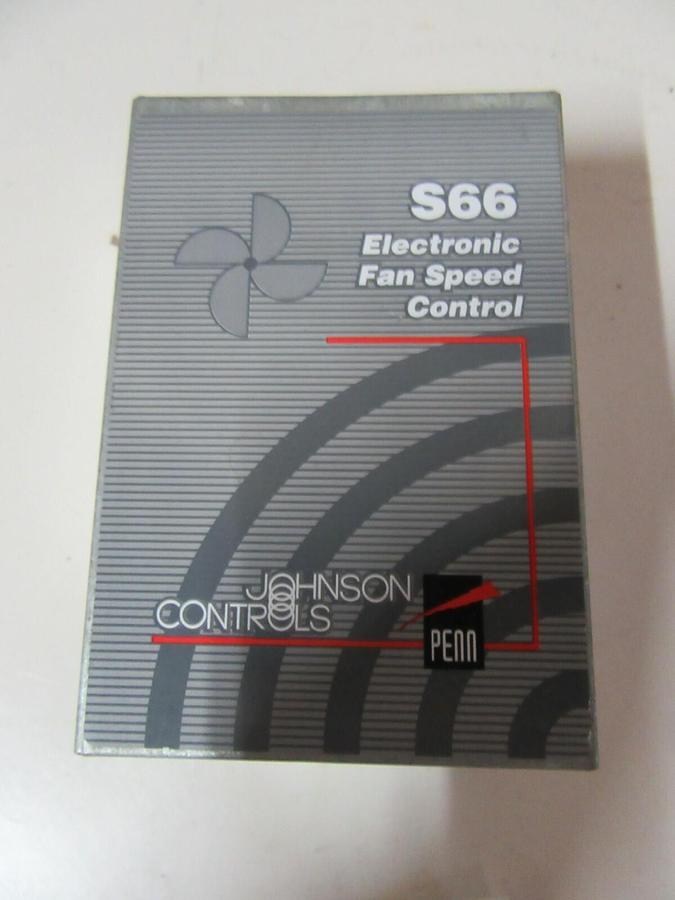 S66
Electronic
Fan Speed
Control
JOHNSON
CONTROLS
PENN